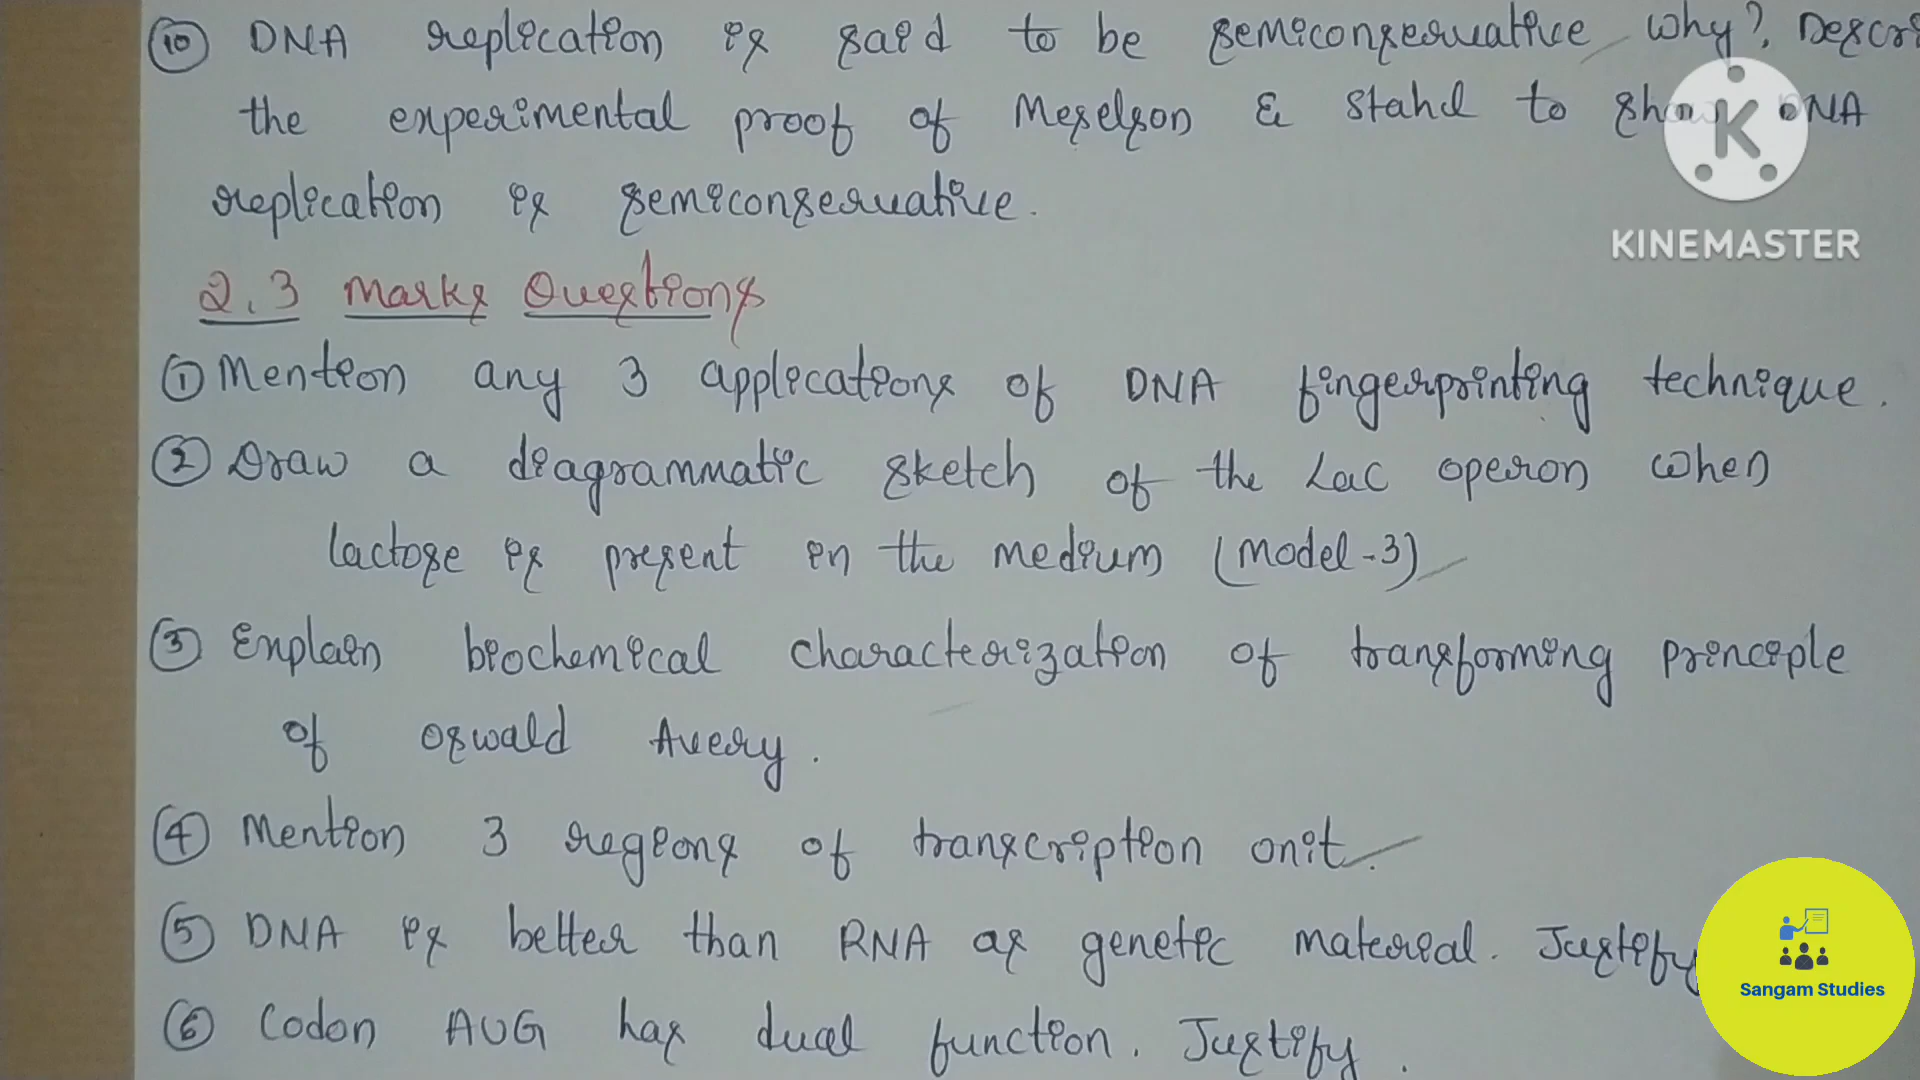 10 DNA replication is said to be semiconservative why?. Descri
the experimental proof of Meselson & Stahl to show DNA
replication is semiconservative.
2.3 Marks Questions
1 Mention any 3 applications of DNA fingerprinting technique.
2 Draw a diagrammatic sketch of the Lac operon when
lactose is present in the medium (Model-3)
3 Explain biochemical characterization of transforming principle
of Oswald Avery.
4 Mention 3 regions of transcription onit.
5 DNA is better than RNA as genetic material. Justify
6 Codon AUG has dual function. Justify.
K
KINEMASTER
Sangam Studies